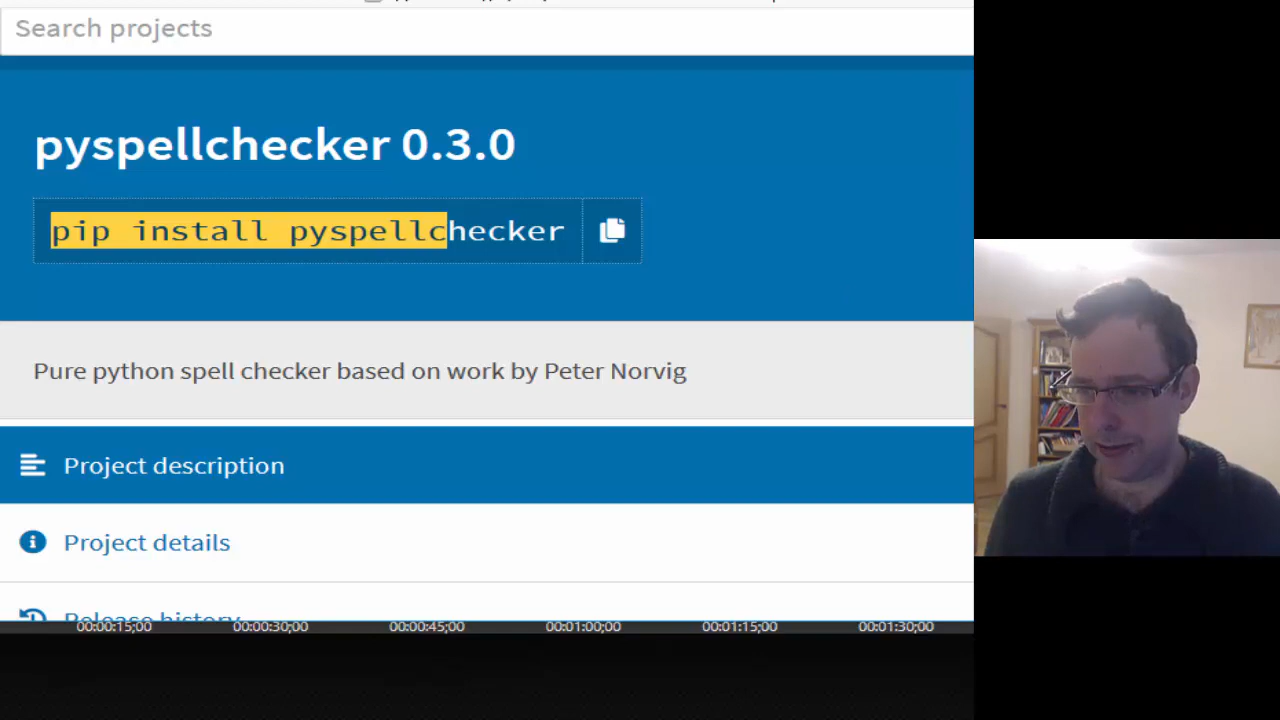 Search projects
pyspellchecker 0.3.0
pip install pyspellchecker
Pure python spell checker based on work by Peter Norvig
Project description
Project details
Release history
00:00:15;00 00:00:30;00 00:00:45;00 00:01:00;00 00:01:15;00 00:01:30;00